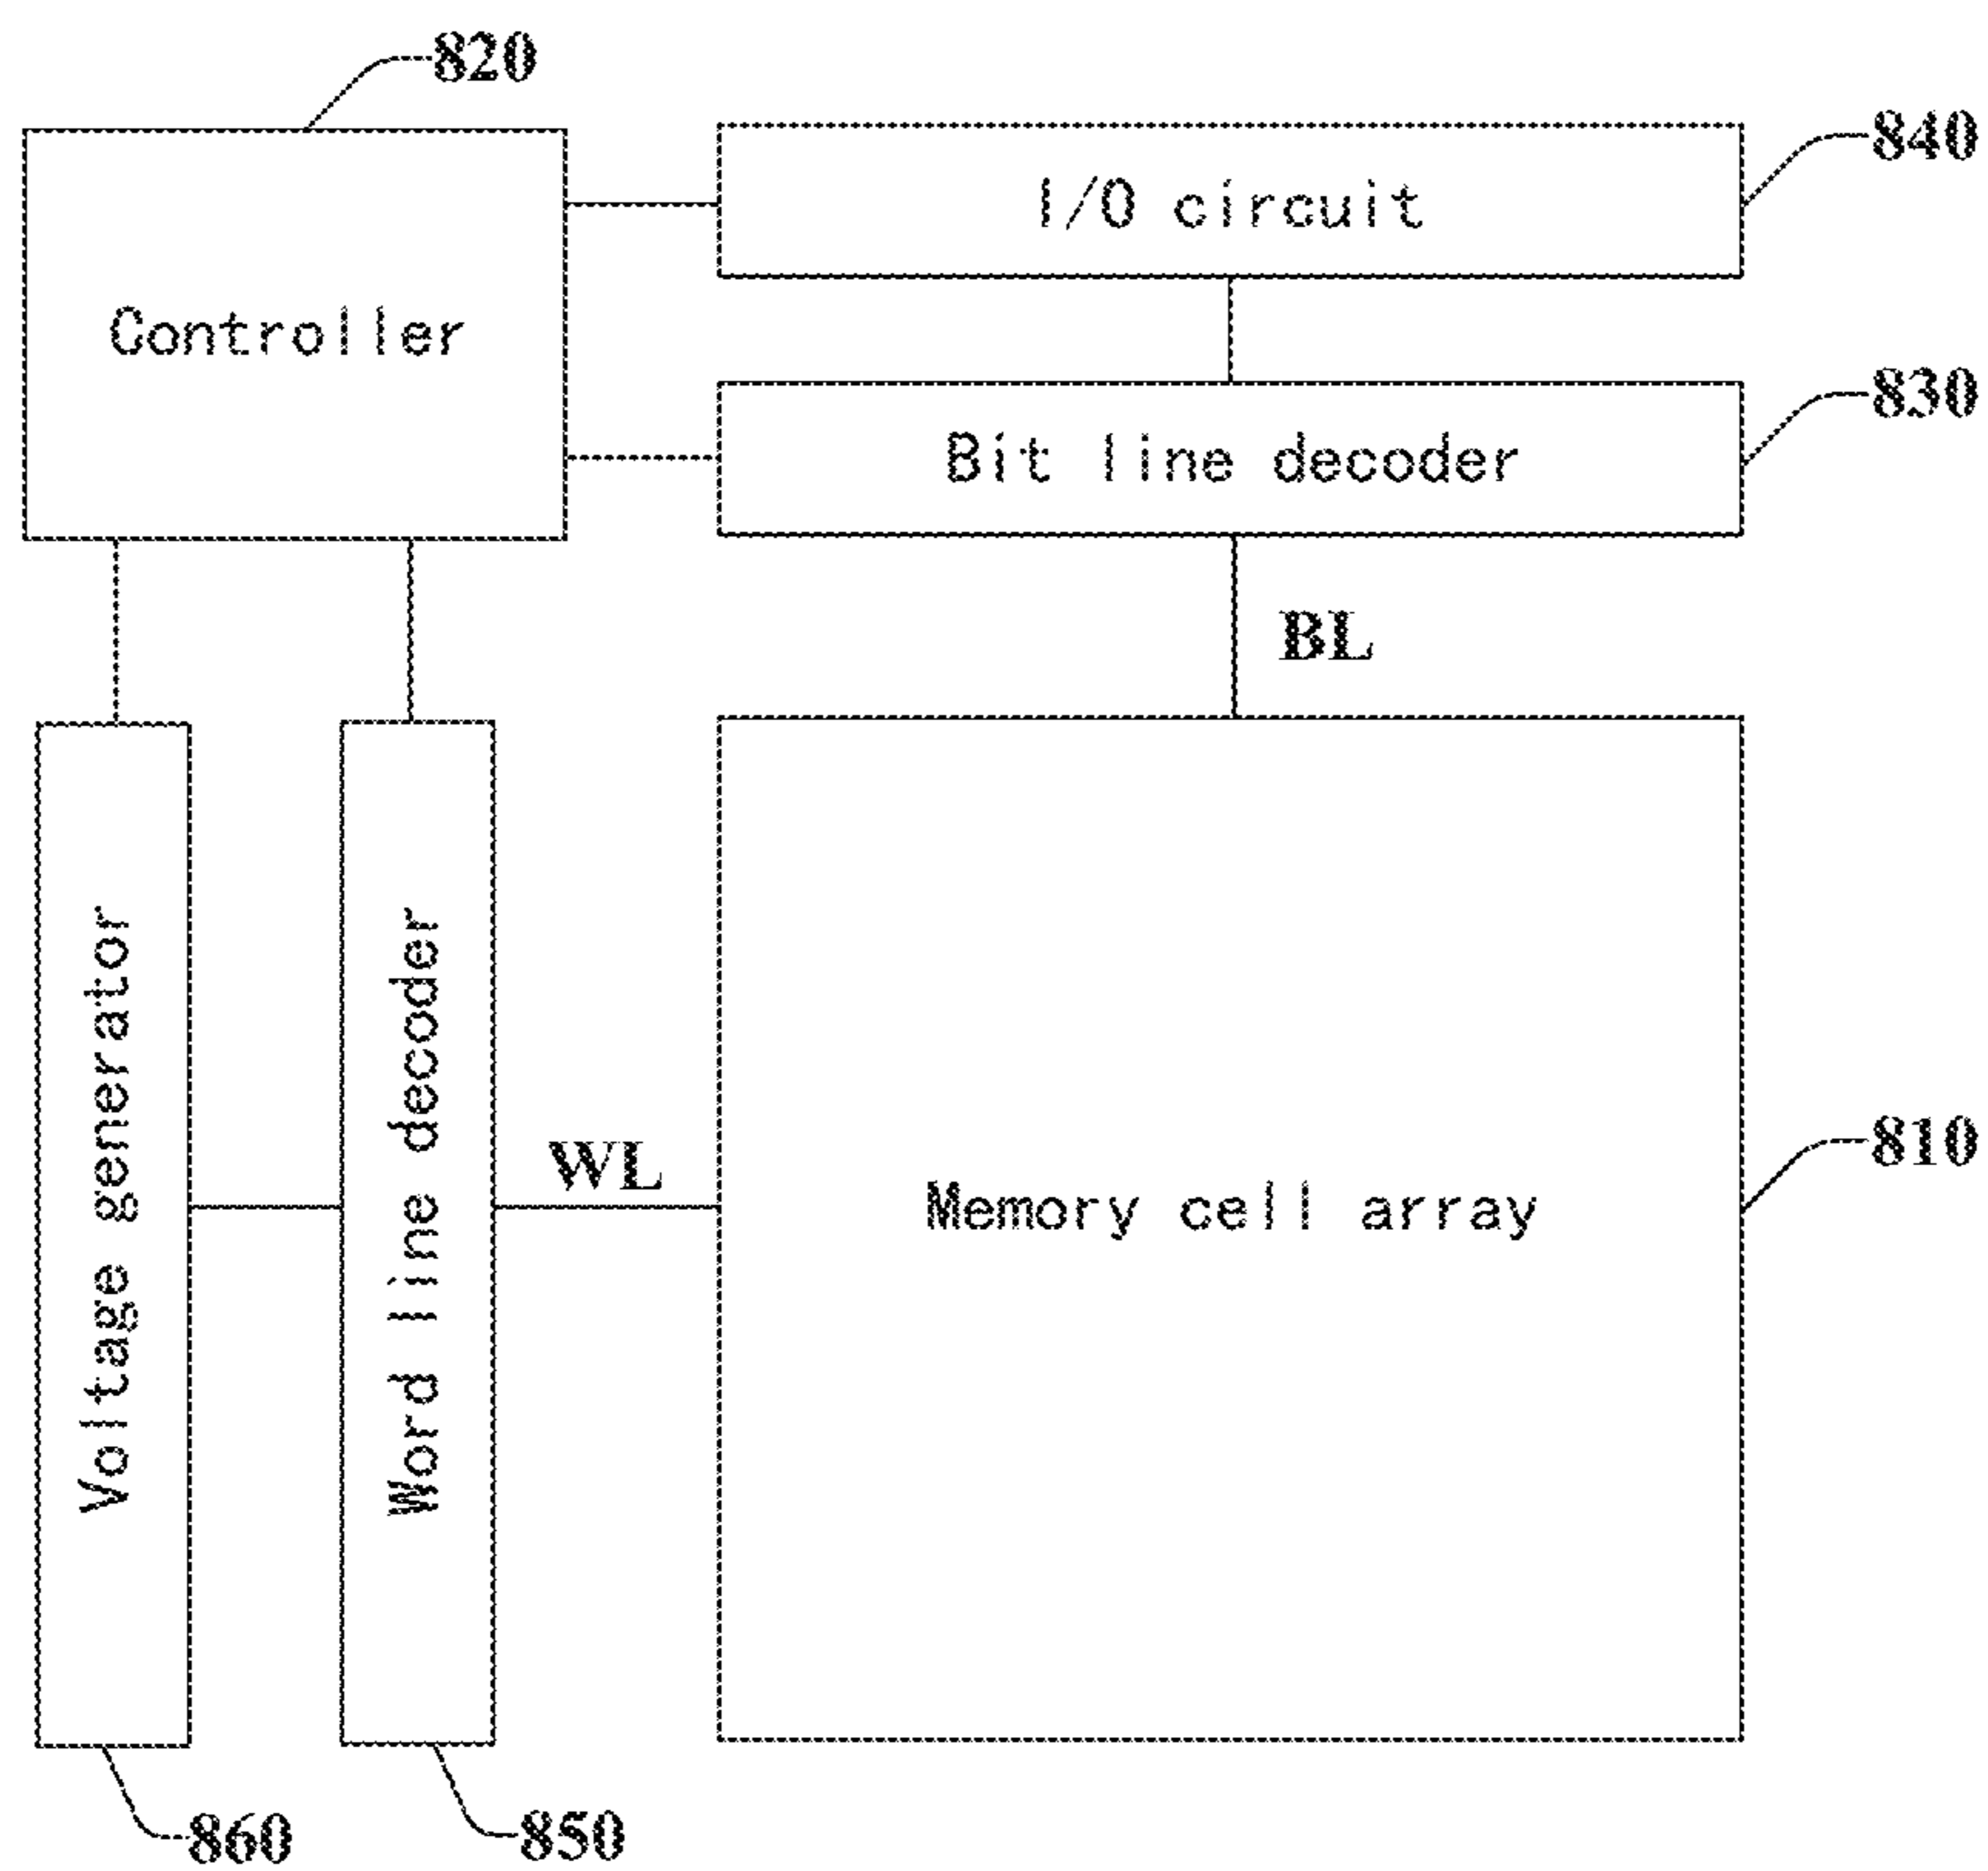 820
840
I/O circuit
Controller
830
Bit line decoder
BL
Voltage generator
Word line decoder
WL
Memory cell array
810
860
850